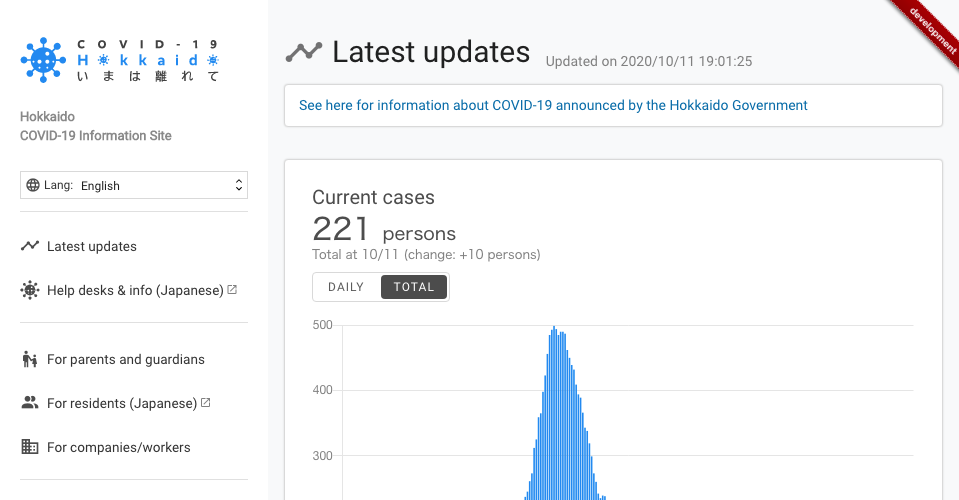 COVID-19
Hokkaido
いまは離れて
Hokkaido
COVID-19 Information Site
Lang: English
Latest updates
Help desks & info (Japanese)
For parents and guardians
For residents (Japanese)
For companies/workers
development
Latest updates
Updated on 2020/10/11 19:01:25
See here for information about COVID-19 announced by the Hokkaido Government
Current cases
221 persons
Total at 10/11 (change: +10 persons)
DAILY TOTAL
500
400
300